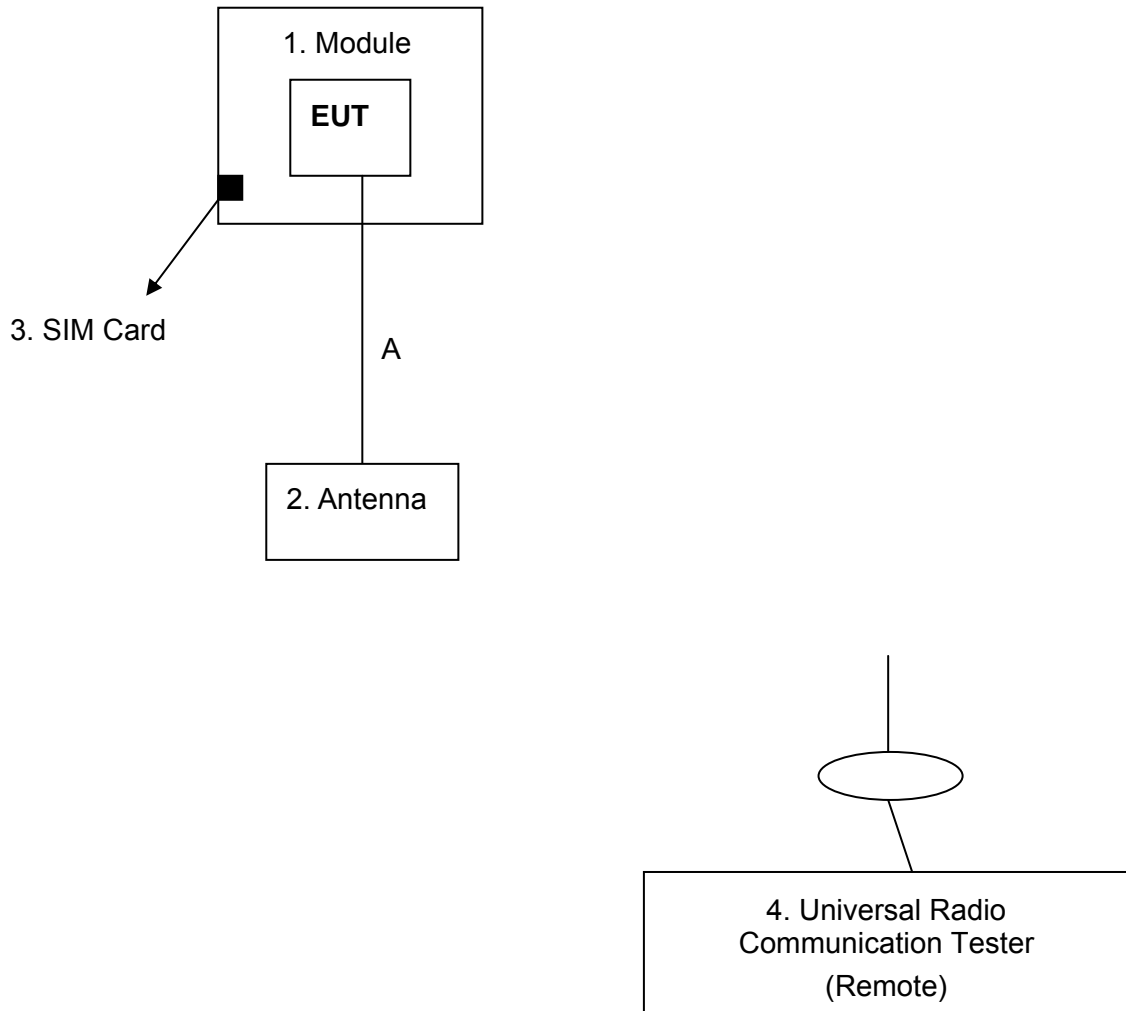 1. Module
EUT
3. SIM Card
A
2. Antenna
4. Universal Radio
Communication Tester
(Remote)